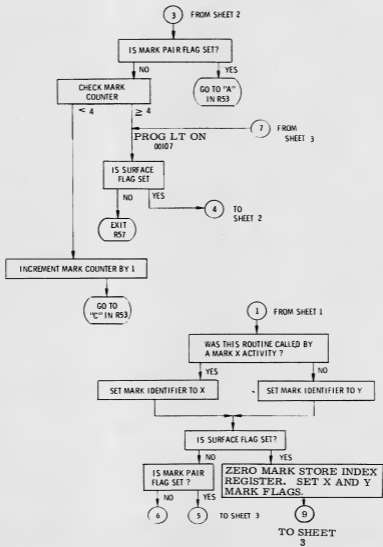 3 FROM SHEET 2
IS MARK PAIR FLAG SET?
NO YES
CHECK MARK
COUNTER
GO TO "A"
IN R53
< 4 ≥ 4
PROG LT ON
00107
7 FROM
SHEET 3
IS SURFACE
FLAG SET
NO YES
4 TO
SHEET 2
EXIT
R57
INCREMENT MARK COUNTER BY 1
GO TO
"C" IN R53
1 FROM SHEET 1
WAS THIS ROUTINE CALLED BY
A MARK X ACTIVITY ?
YES NO
SET MARK IDENTIFIER TO X
SET MARK IDENTIFIER TO Y
IS SURFACE FLAG SET?
NO YES
IS MARK PAIR
FLAG SET ?
ZERO MARK STORE INDEX
REGISTER. SET X AND Y
MARK FLAGS.
NO YES
6 5 TO SHEET 3
9
TO SHEET
3